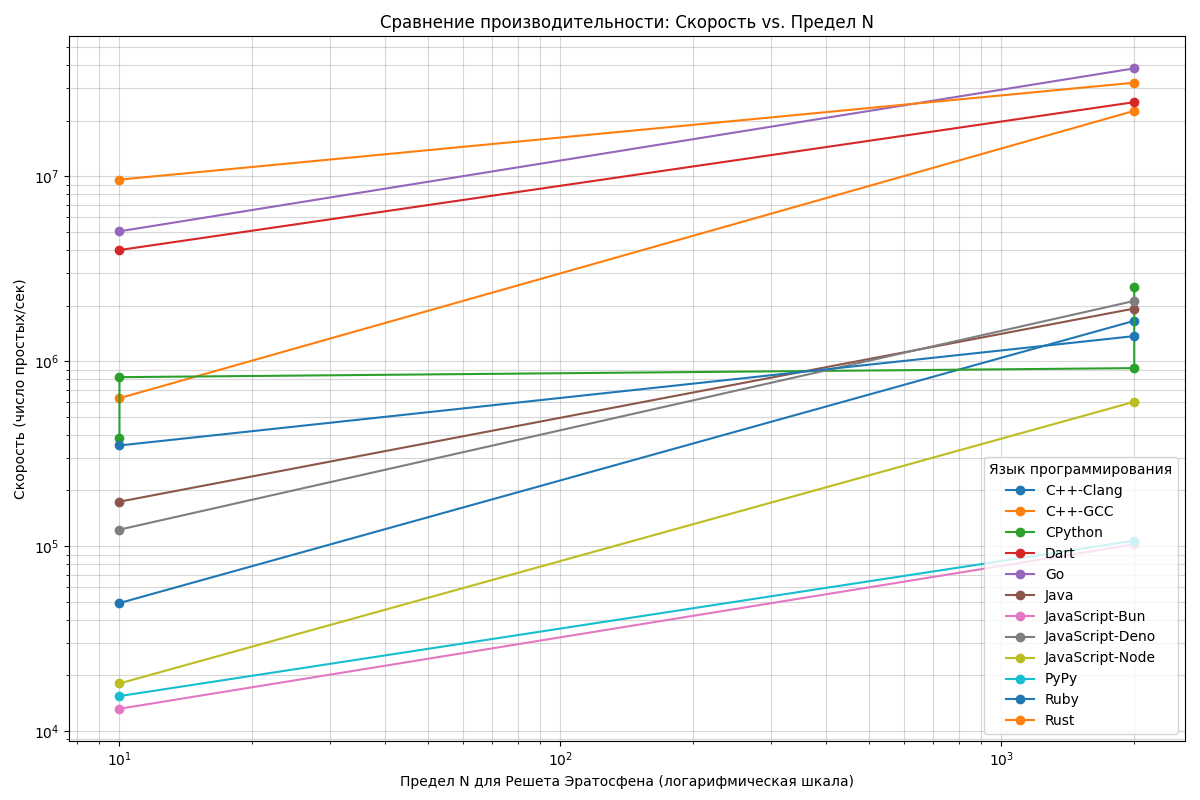 Сравнение производительности: Скорость vs. Предел N
Скорость (число простых/сек)
10⁷
10⁶
10⁵
10⁴
Язык программирования
C++-Clang
C++-GCC
CPython
Dart
Go
Java
JavaScript-Bun
JavaScript-Deno
JavaScript-Node
PyPy
Ruby
Rust
10¹ 10² 10³
Предел N для Решета Эратосфена (логарифмическая шкала)